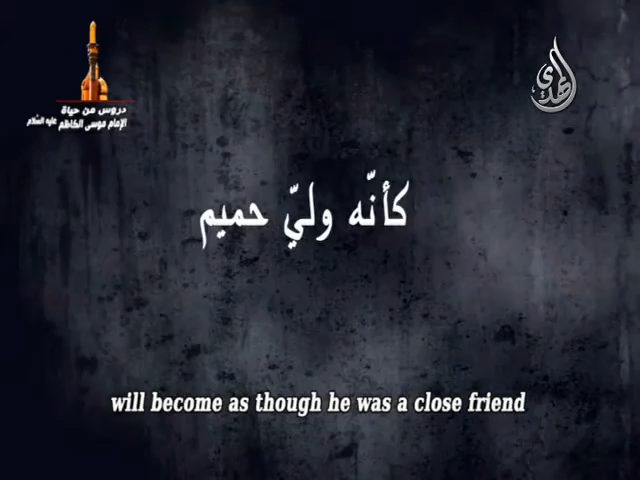 دروس من حياة
الإمام موسى الكاظم عليه السلام
الهدى
كأنّه وليّ حميم
will become as though he was a close friend